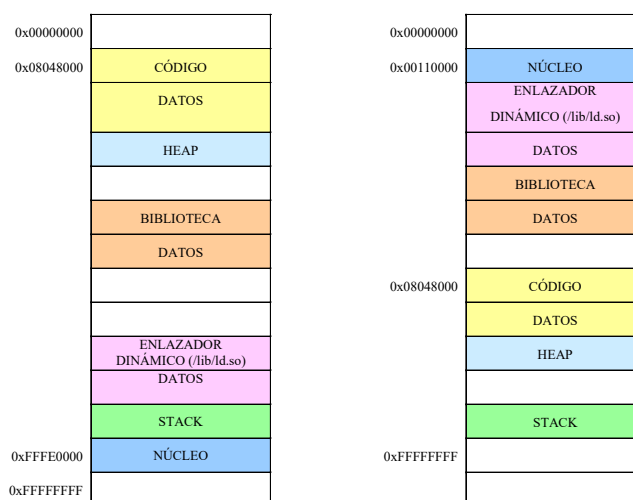 0x00000000
0x08048000
CÓDIGO
DATOS
HEAP
BIBLIOTECA
DATOS
ENLAZADOR
DINÁMICO (/lib/ld.so)
DATOS
STACK
0xFFFE0000
NÚCLEO
0xFFFFFFFF
0x00000000
0x00110000
NÚCLEO
ENLAZADOR
DINÁMICO (/lib/ld.so)
DATOS
BIBLIOTECA
DATOS
0x08048000
CÓDIGO
DATOS
HEAP
STACK
0xFFFFFFFF